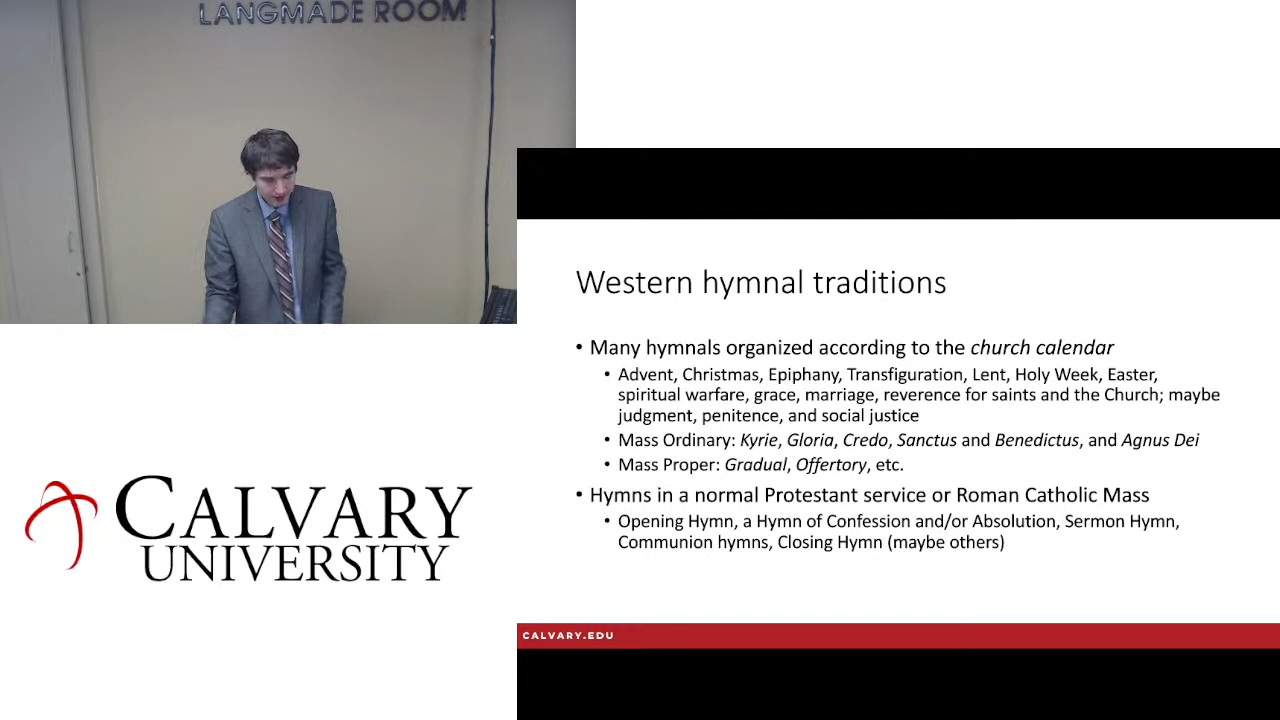 LANGMADE ROOM
Western hymnal traditions
• Many hymnals organized according to the church calendar
• Advent, Christmas, Epiphany, Transfiguration, Lent, Holy Week, Easter,
spiritual warfare, grace, marriage, reverence for saints and the Church; maybe
judgment, penitence, and social justice
• Mass Ordinary: Kyrie, Gloria, Credo, Sanctus and Benedictus, and Agnus Dei
• Mass Proper: Gradual, Offertory, etc.
• Hymns in a normal Protestant service or Roman Catholic Mass
• Opening Hymn, a Hymn of Confession and/or Absolution, Sermon Hymn,
Communion hymns, Closing Hymn (maybe others)
CALVARY
UNIVERSITY
CALVARY.EDU